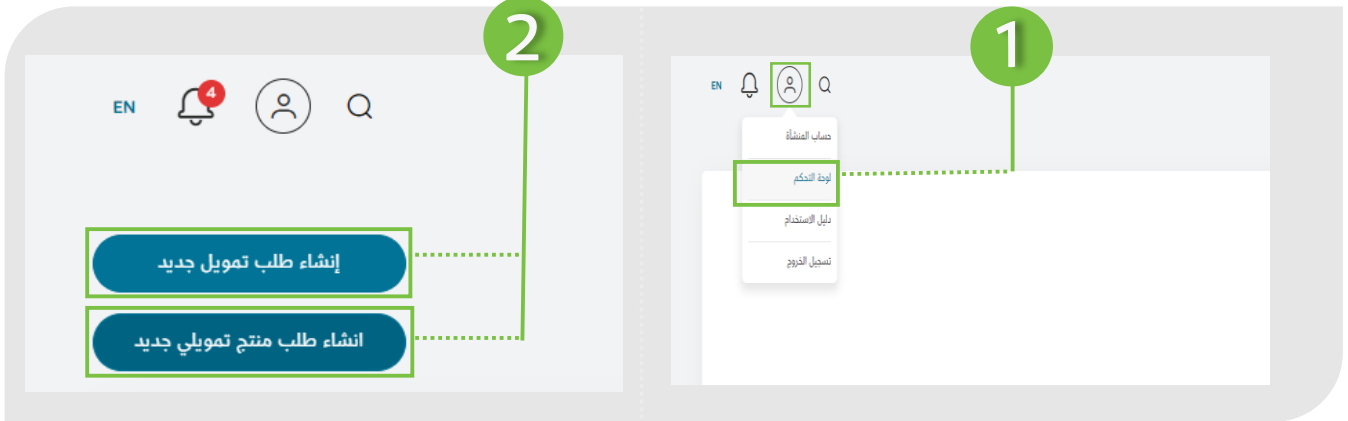 1
EN
حساب المنشأة
لوحة التحكم
دليل الاستخدام
تسجيل الخروج
2
EN
4
إنشاء طلب تمويل جديد
انشاء طلب منتج تمويلي جديد